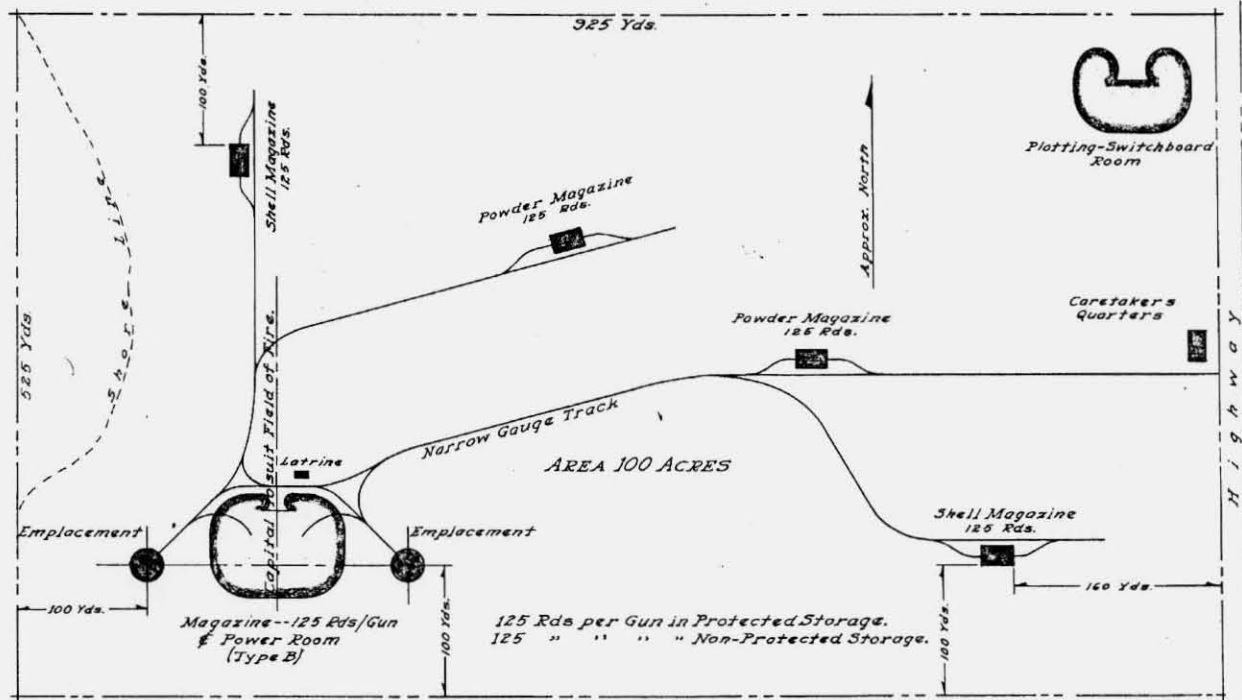 925 Yds.
100 Yds.
Shell Magazine
125 Rds.
Plotting-Switchboard
Room
Approx. North
Powder Magazine
125 Rds.
Shore Line
525 Yds.
Caretakers
Quarters
Powder Magazine
125 Rds.
Highway
Capital to suit Field of Fire.
Narrow Gauge Track
Latrine
AREA 100 ACRES
Emplacement
Emplacement
Shell Magazine
125 Rds.
100 Yds.
160 Yds.
Magazine--125 Rds/Gun
& Power Room
(Type B)
100 Yds.
125 Rds per Gun in Protected Storage.
125 " " " " Non-Protected Storage.
100 Yds.